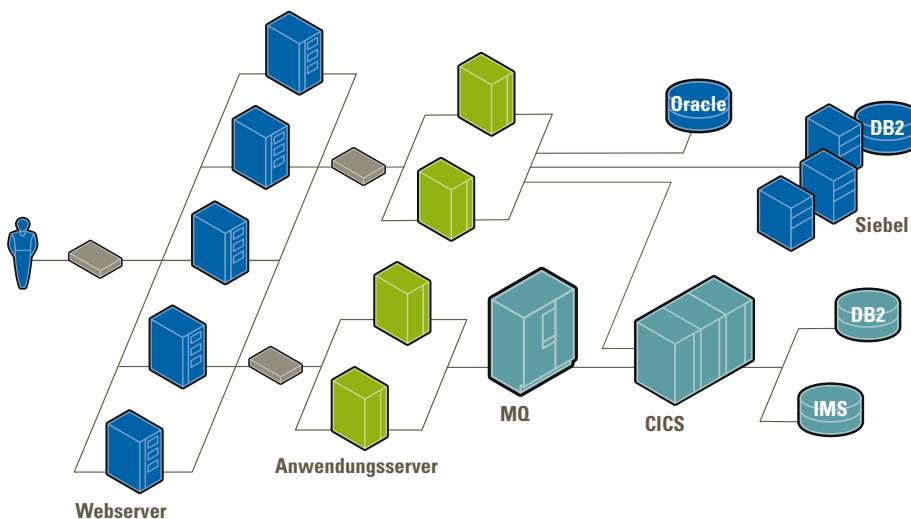 Oracle
DB2
Siebel
DB2
IMS
MQ
CICS
Anwendungsserver
Webserver